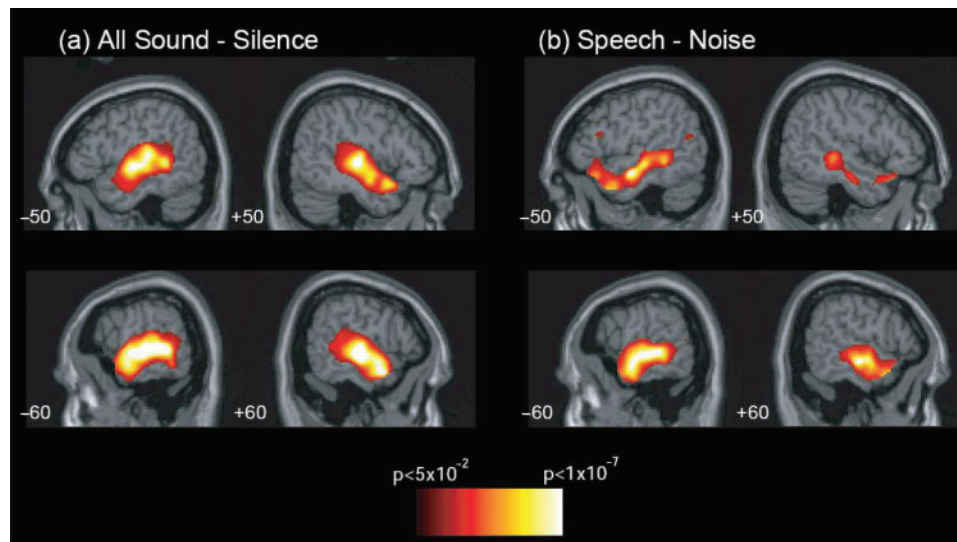 (a) All Sound - Silence
(b) Speech - Noise
−50
+50
−50
+50
−60
+60
−60
+60
p<5x10⁻²
p<1x10⁻⁷